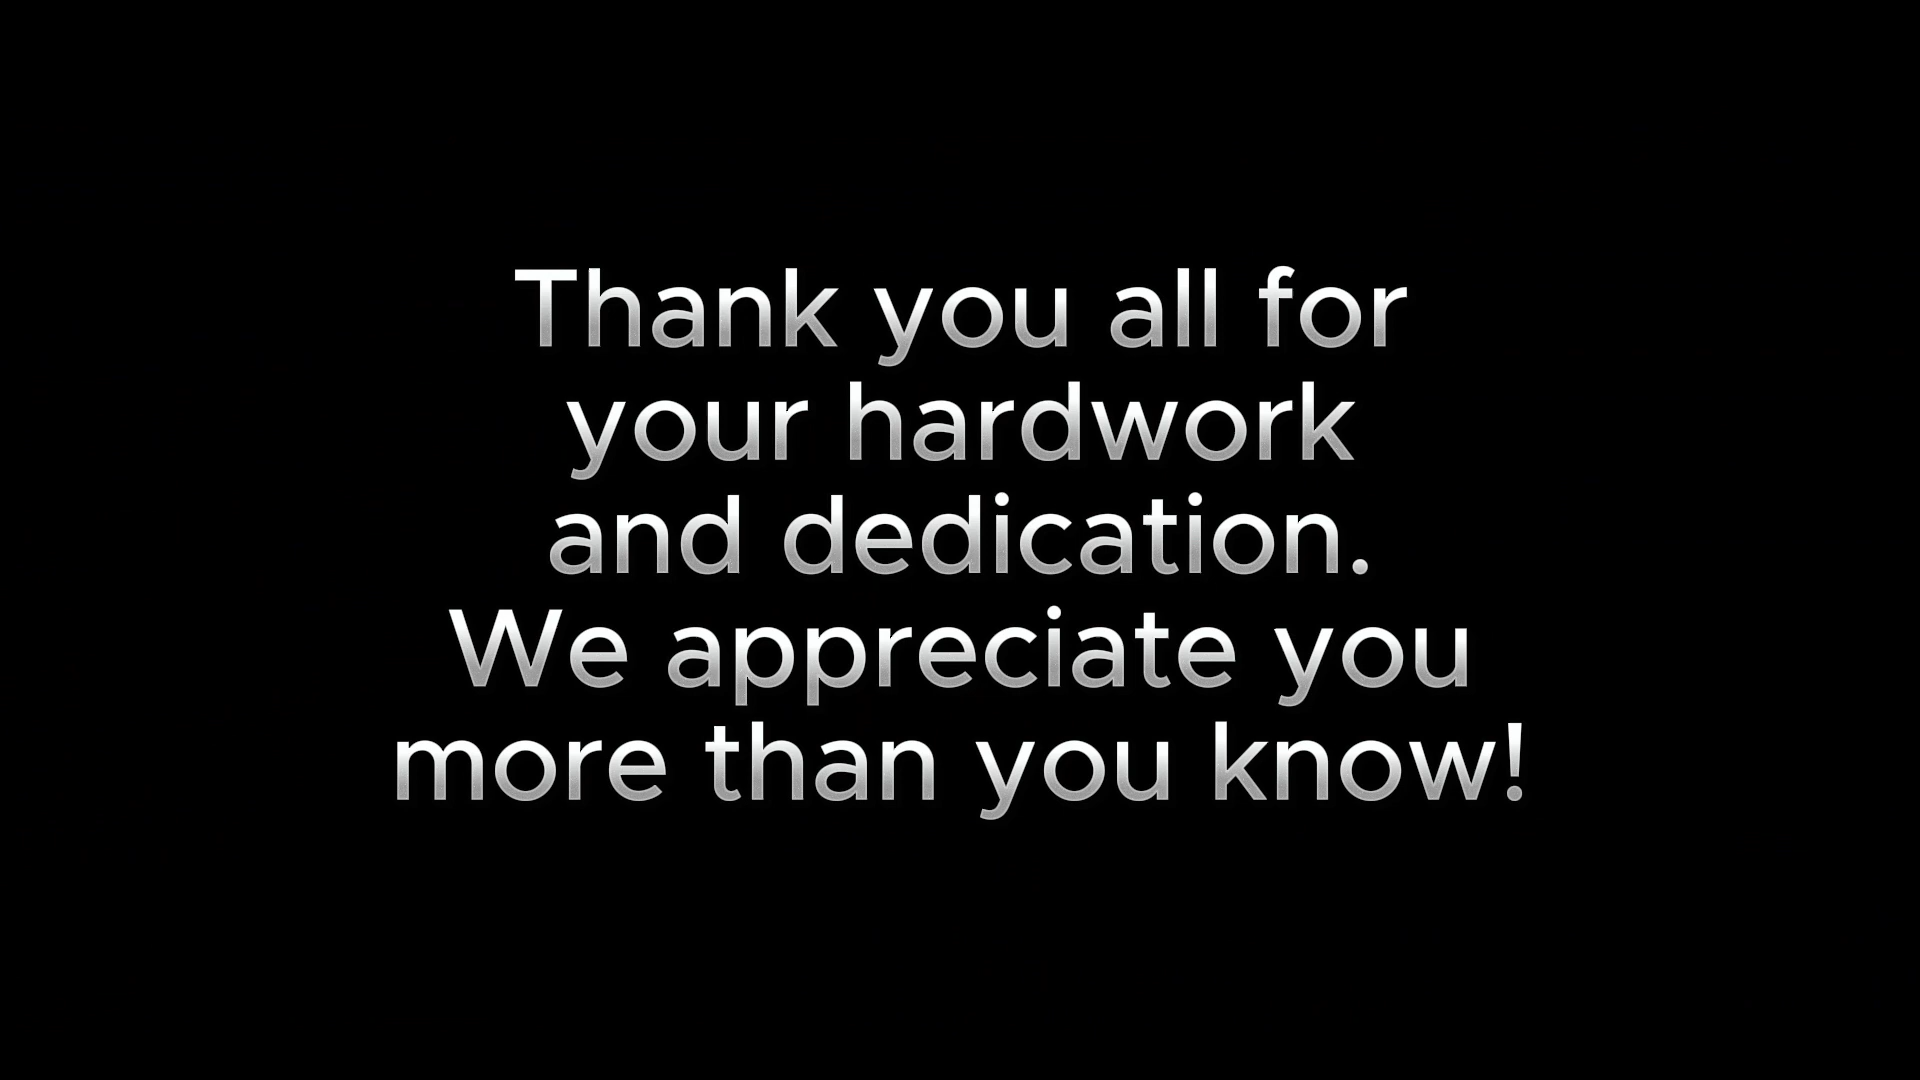 Thank you all for
your hardwork
and dedication.
We appreciate you
more than you know!